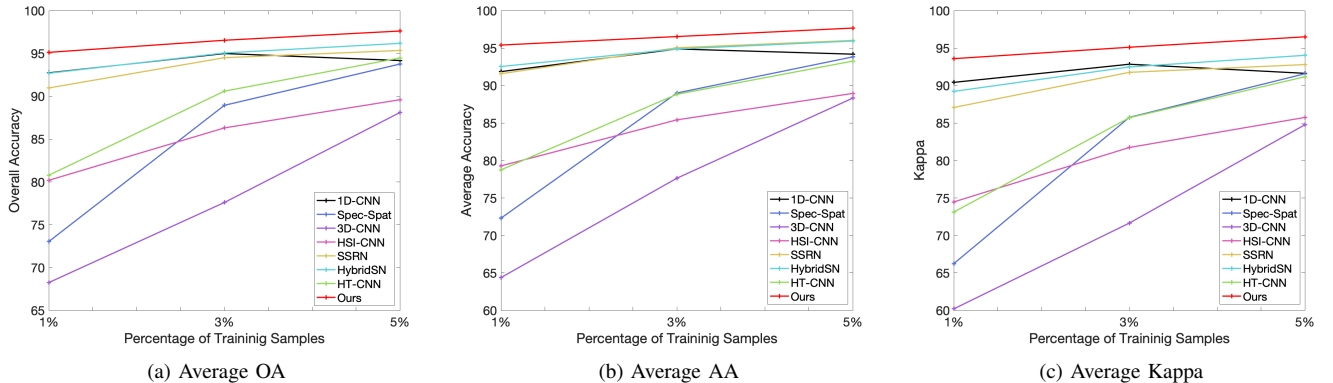 100
95
90
85
80
75
70
65
Overall Accuracy
1% 3% 5%
Percentage of Traininig Samples
1D-CNN
Spec-Spat
3D-CNN
HSI-CNN
SSRN
HybridSN
HT-CNN
Ours
(a) Average OA
100
95
90
85
80
75
70
65
60
Average Accuracy
1% 3% 5%
Percentage of Traininig Samples
1D-CNN
Spec-Spat
3D-CNN
HSI-CNN
SSRN
HybridSN
HT-CNN
Ours
(b) Average AA
100
95
90
85
80
75
70
65
60
Kappa
1% 3% 5%
Percentage of Traininig Samples
1D-CNN
Spec-Spat
3D-CNN
HSI-CNN
SSRN
HybridSN
HT-CNN
Ours
(c) Average Kappa